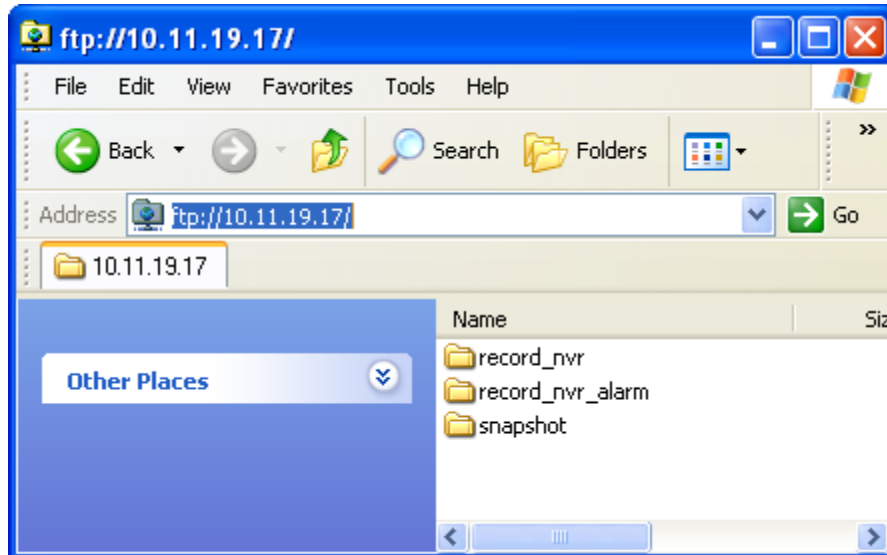 ftp://10.11.19.17/
File Edit View Favorites Tools Help
Back Search Folders »
Address ftp://10.11.19.17/ Go
10.11.19.17
Name Siz
Other Places
record_nvr
record_nvr_alarm
snapshot